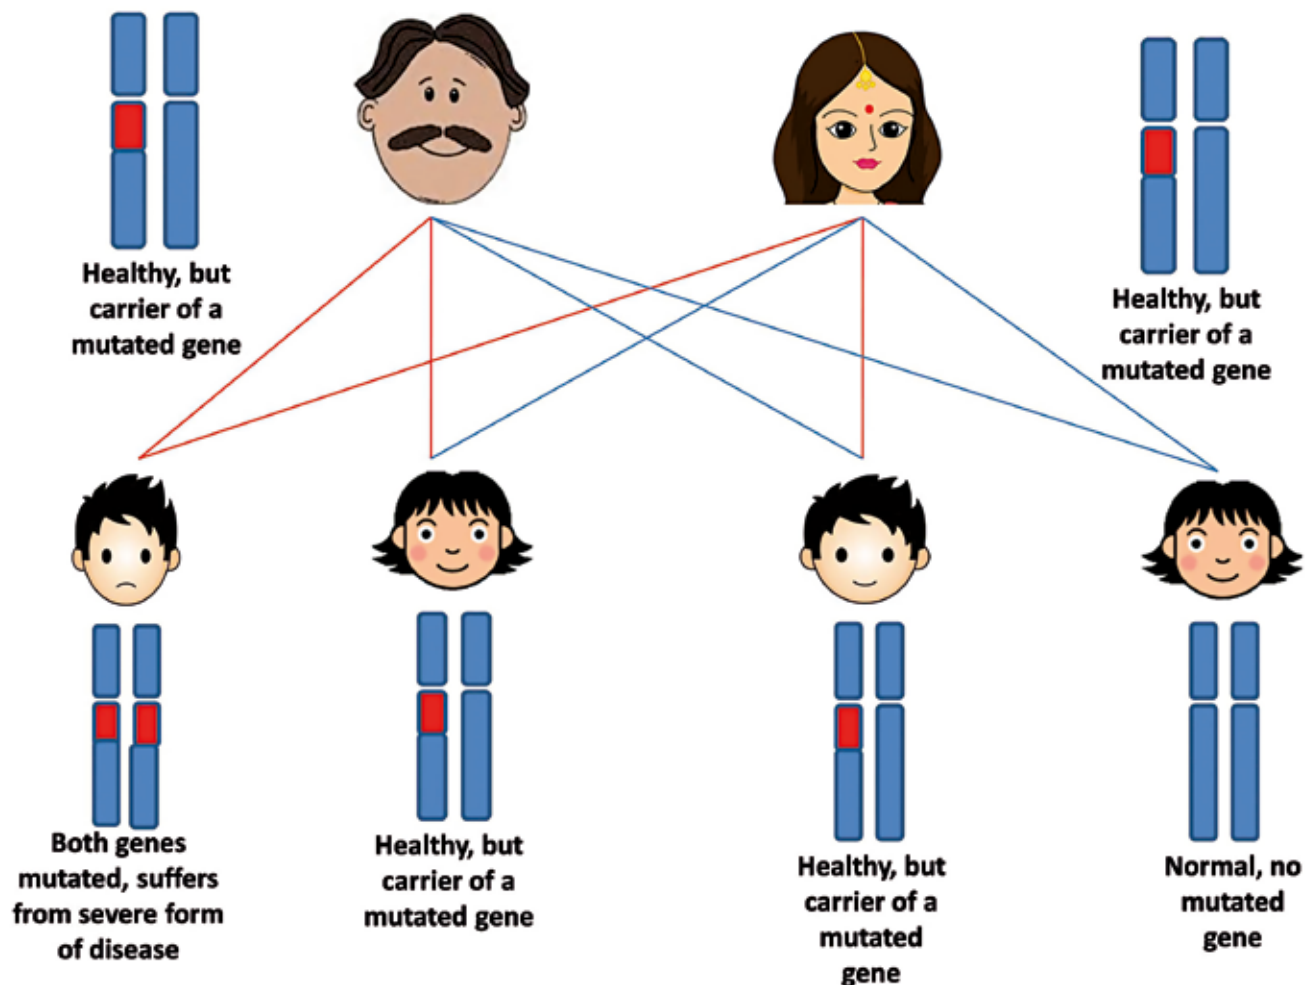 Healthy, but
carrier of a
mutated gene
Healthy, but
carrier of a
mutated gene
Both genes
mutated, suffers
from severe form
of disease
Healthy, but
carrier of a
mutated gene
Healthy, but
carrier of a
mutated
gene
Normal, no
mutated
gene